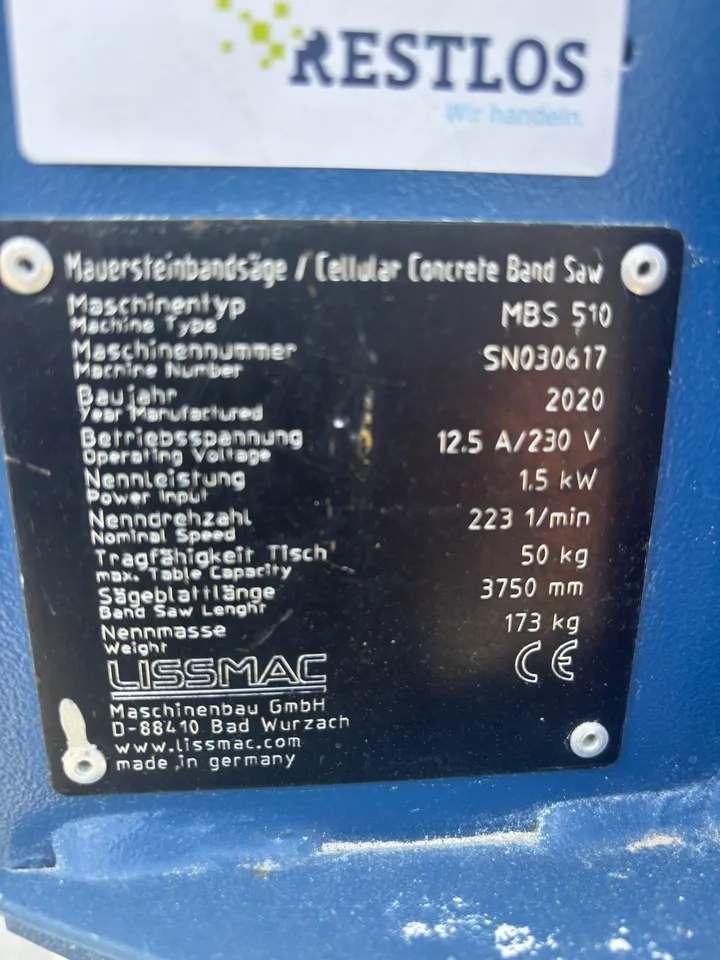 RESTLOS
Wir handeln.
Mauersteinbandsäge / Cellular Concrete Band Saw
Maschinentyp MBS 510
Machine Type
Maschinennummer SN030617
Machine Number
Baujahr 2020
Year Manufactured
Betriebsspannung 12.5 A/230 V
Operating Voltage
Nennleistung 1.5 kW
Power Input
Nenndrehzahl 223 1/min
Nominal Speed
Tragfähigkeit Tisch 50 kg
max. Table Capacity
Sägeblattlänge 3750 mm
Band Saw Lenght
Nennmasse 173 kg
Weight
LISSMAC CE
Maschinenbau GmbH
D-88410 Bad Wurzach
www.lissmac.com
made in germany